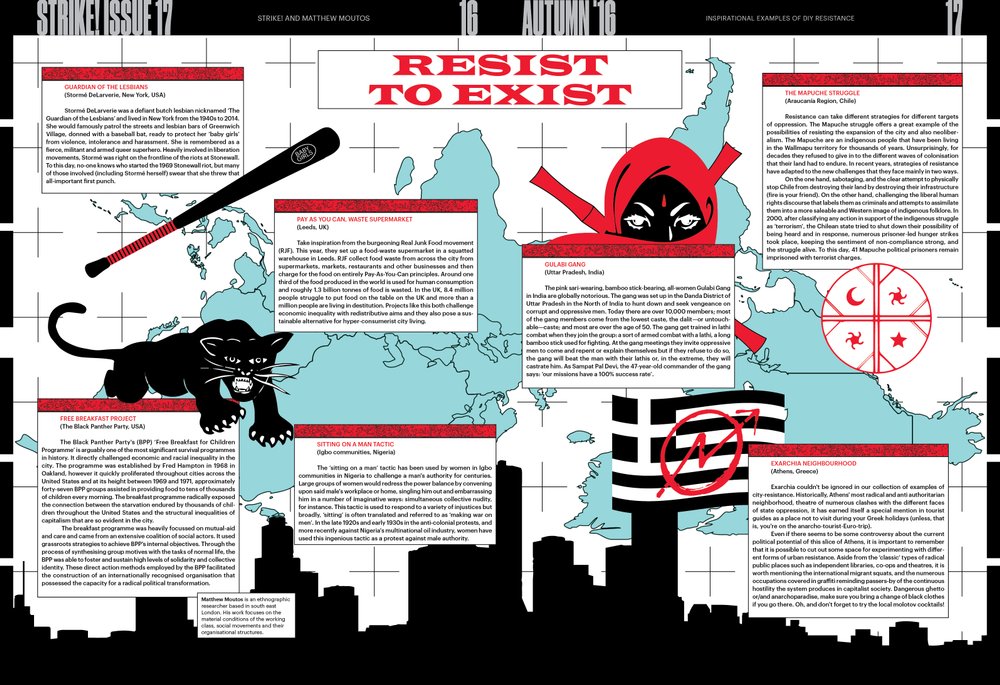 STRIKE! ISSUE 17
STRIKE! AND MATTHEW MOUTOS
16
AUTUMN '16
INSPIRATIONAL EXAMPLES OF DIY RESISTANCE
17
RESIST
TO EXIST
GUARDIAN OF THE LESBIANS
(Stormé DeLarverie, New York, USA)
Stormé DeLarverie was a defiant butch lesbian nicknamed 'The
Guardian of the Lesbians' and lived in New York from the 1940s to 2014.
She would famously patrol the streets and lesbian bars of Greenwich
Village, donned with a baseball bat, ready to protect her 'baby girls'
from violence, intolerance and harassment. She is remembered as a
fierce, militant and armed queer superhero. Heavily involved in liberation
movements, Stormé was right on the frontline of the riots at Stonewall.
To this day, no one knows who started the 1969 Stonewall riot, but many
of those involved (including Stormé herself) swear that she threw that
all-important first punch.
BABY
GIRLS
PAY AS YOU CAN, WASTE SUPERMARKET
(Leeds, UK)
Take inspiration from the burgeoning Real Junk Food movement
(RJF). This year, they set up a food-waste supermarket in a squatted
warehouse in Leeds. RJF collect food waste from across the city from
supermarkets, markets, restaurants and other businesses and then
charge for the food on entirely Pay-As-You-Can principles. Around one
third of the food produced in the world is used for human consumption
and roughly 1.3 billion tonnes of food is wasted. In the UK, 8.4 million
people struggle to put food on the table on the UK and more than a
million people are living in destitution. Projects like this both challenge
economic inequality with redistributive aims and they also pose a sus-
tainable alternative for hyper-consumerist city living.
GULABI GANG
(Uttar Pradesh, India)
The pink sari-wearing, bamboo stick-bearing, all-women Gulabi Gang
in India are globally notorious. The gang was set up in the Danda District of
Uttar Pradesh in the North of India to hunt down and seek vengeance on
corrupt and oppressive men. Today there are over 10,000 members; most
of the gang members come from the lowest caste, the dalit—or untouch-
able—caste; and most are over the age of 50. The gang get trained in lathi
combat when they join the group: a sort of armed combat with a lathi, a long
bamboo stick used for fighting. At the gang meetings they invite oppressive
men to come and repent or explain themselves but if they refuse to do so,
the gang will beat the man with their lathis or, in the extreme, they will
castrate him. As Sampat Pal Devi, the 47-year-old commander of the gang
says: 'our missions have a 100% success rate'.
THE MAPUCHE STRUGGLE
(Araucanía Region, Chile)
Resistance can take different strategies for different targets
of oppression. The Mapuche struggle offers a great example of the
possibilities of resisting the expansion of the city and also neoliber-
alism. The Mapuche are an indigenous people that have been living
in the Wallmapu territory for thousands of years. Unsurprisingly, for
decades they refused to give in to the different waves of colonisation
that their land had to endure. In recent years, strategies of resistance
have adapted to the new challenges that they face mainly in two ways.
On the one hand, sabotaging, and the clear attempt to physically
stop Chile from destroying their land by destroying their infrastructure
(fire is your friend). On the other hand, challenging the liberal human
rights discourse that labels them as criminals and attempts to assimilate
them into a more saleable and Western image of indigenous folklore. In
2000, after classifying any action in support of the indigenous struggle
as 'terrorism', the Chilean state tried to shut down their possibility of
being heard and in response, numerous prisoner-led hunger strikes
took place, keeping the sentiment of non-compliance strong, and
the struggle alive. To this day, 41 Mapuche political prisoners remain
imprisoned with terrorist charges.
FREE BREAKFAST PROJECT
(The Black Panther Party, USA)
The Black Panther Party's (BPP) 'Free Breakfast for Children
Programme' is arguably one of the most significant survival programmes
in history. It directly challenged economic and racial inequality in the
city. The programme was established by Fred Hampton in 1968 in
Oakland, however it quickly proliferated throughout cities across the
United States and at its height between 1969 and 1971, approximately
forty-seven BPP groups assisted in providing food to tens of thousands
of children every morning. The breakfast programme radically exposed
the connection between the starvation endured by thousands of chil-
dren throughout the United States and the structural inequalities of
capitalism that are so evident in the city.
The breakfast programme was heavily focussed on mutual-aid
and care and came from an extensive coalition of social actors. It used
grassroots strategies to achieve BPP's internal objectives. Through the
process of synthesising group motives with the tasks of normal life, the
BPP was able to foster and sustain high levels of solidarity and collective
identity. These direct action methods employed by the BPP facilitated
the construction of an internationally recognised organisation that
possessed the capacity for a radical political transformation.
SITTING ON A MAN TACTIC
(Igbo communities, Nigeria)
The 'sitting on a man' tactic has been used by women in Igbo
communities in Nigeria to challenge a man's authority for centuries.
Large groups of women would redress the power balance by convening
upon said male's workplace or home, singling him out and embarrassing
him in a number of imaginative ways: simultaneous collective nudity,
for instance. This tactic is used to respond to a variety of injustices but
broadly, 'sitting' is often translated and referred to as 'making war on
men'. In the late 1920s and early 1930s in the anti-colonial protests, and
more recently against Nigeria's multinational oil industry, women have
used this ingenious tactic as a protest against male authority.
EXARCHIA NEIGHBOURHOOD
(Athens, Greece)
Exarchia couldn't be ignored in our collection of examples of
city-resistance. Historically, Athens' most radical and anti authoritarian
neighborhood, theatre of numerous clashes with the different faces
of state oppression, it has earned itself a special mention in tourist
guides as a place not to visit during your Greek holidays (unless, that
is, you're on the anarcho-tourist-Euro-trip).
Even if there seems to be some controversy about the current
political potential of this slice of Athens, it is important to remember
that it is possible to cut out some space for experimenting with differ-
ent forms of urban resistance. Aside from the 'classic' types of radical
public places such as independent libraries, co-ops and theatres, it is
worth mentioning the international migrant squats, and the numerous
occupations covered in graffiti reminding passers-by of the continuous
hostility the system produces in capitalist society. Dangerous ghetto
or/and anarchoparadise, make sure you bring a change of black clothes
if you go there. Oh, and don't forget to try the local molotov cocktails!
Matthew Moutos is an ethnographic
researcher based in south east
London. His work focuses on the
material conditions of the working
class, social movements and their
organisational structures.